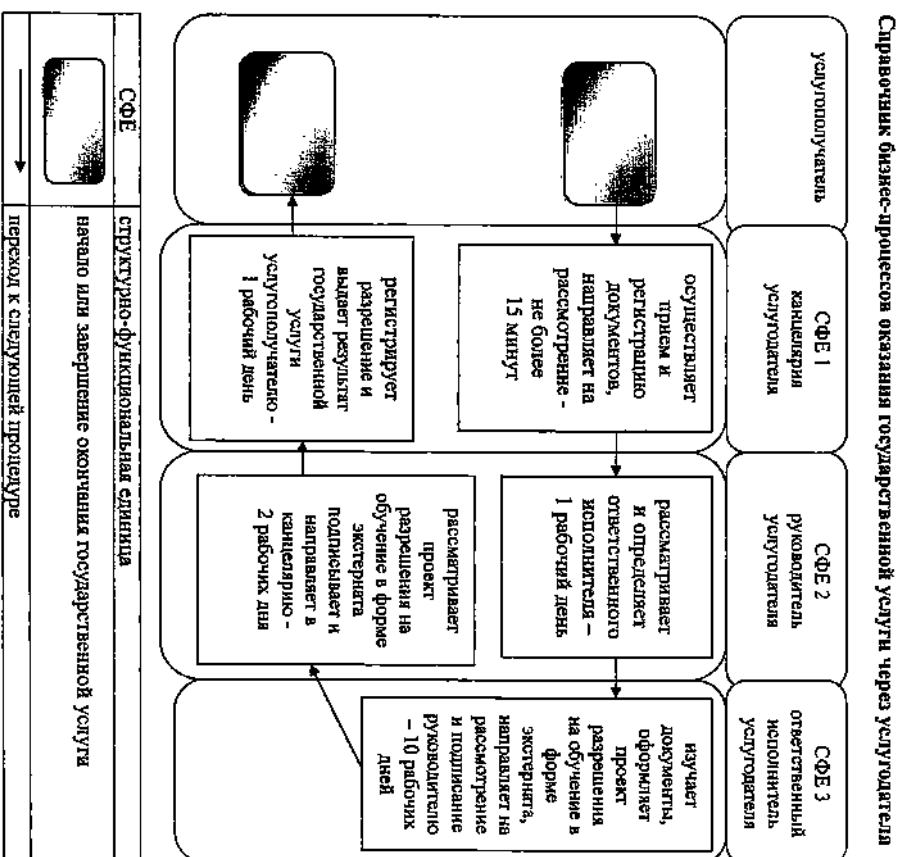 Справочник бизнес-процессов оказания государственной услуги через услугодателя
услугополучатель
СФЕ 1
канцелярия
услугодателя
СФЕ 2
руководитель
услугодателя
СФЕ 3
ответственный
исполнитель
услугодателя
осуществляет
прием и
регистрацию
документов,
направляет на
рассмотрение -
не более
15 минут
рассматривает
и определяет
ответственного
исполнителя –
1 рабочий день
изучает
документы,
оформляет
проект
разрешения
на обучение в
форме
экстерната,
направляет на
рассмотрение
и подписание
руководителю
– 10 рабочих
дней
рассматривает
проект
разрешения на
обучение в форме
экстерната
подписывает и
направляет в
канцелярию -
2 рабочих дня
регистрирует
разрешение и
выдает результат
государственной
услуги
услугополучателю -
1 рабочий день
СФЕ
структурно-функциональная единица
начало или завершение окончания государственной услуги
переход к следующей процедуре